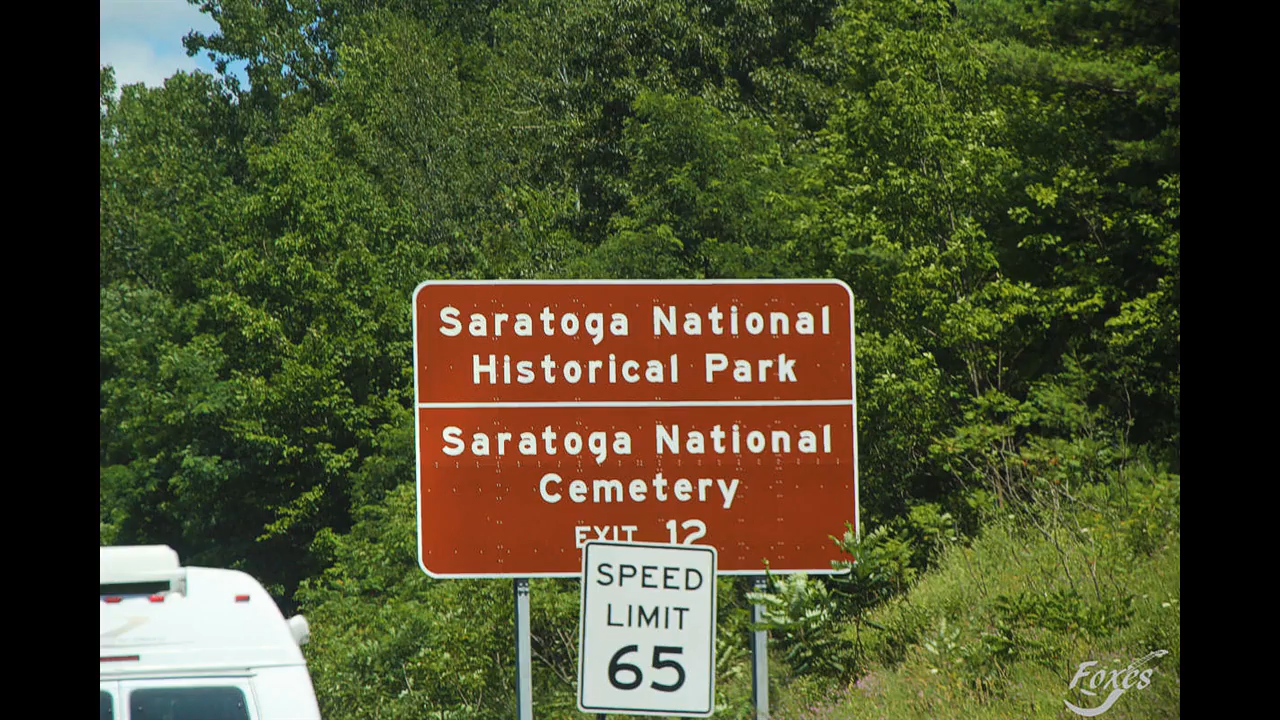 Saratoga National
Historical Park
Saratoga National
Cemetery
EXIT 12
SPEED
LIMIT
65
Foxes